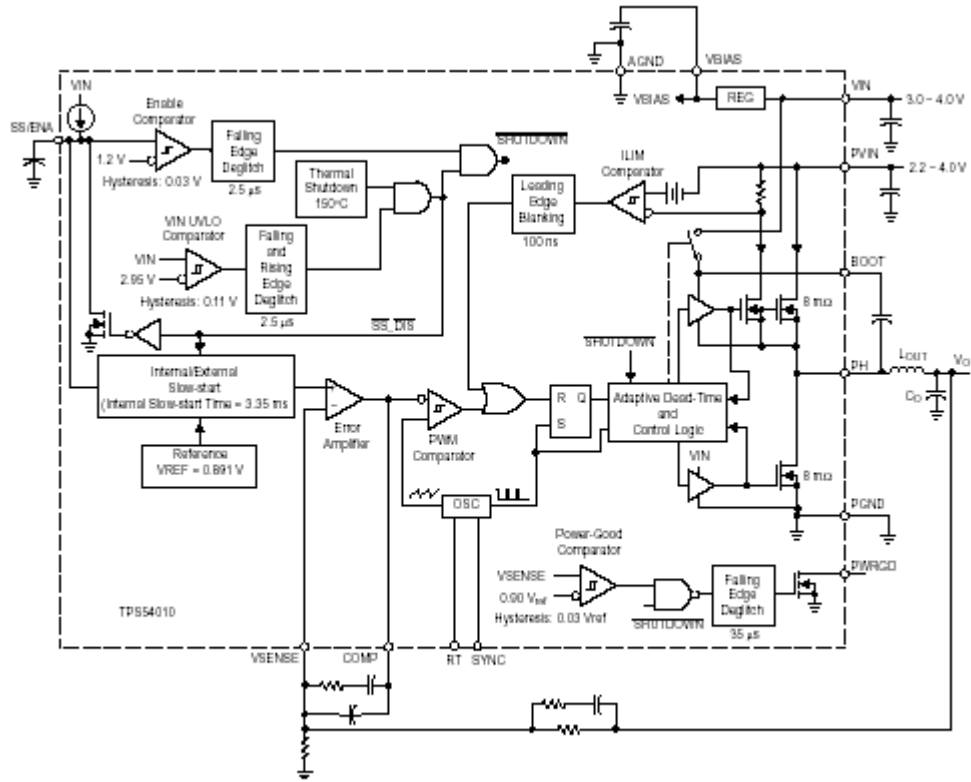 AGND
VBIAS
VIN
Enable
Comparator
SS/ENA
1.2 V
Hysteresis: 0.03 V
Falling
Edge
Deglitch
2.5 µs
SHUTDOWN
VBIAS
REG
VIN
3.0 – 4.0 V
PVIN
2.2 – 4.0 V
Thermal
Shutdown
150°C
Leading
Edge
Blanking
100 ns
ILIM
Comparator
VIN UVLO
Comparator
VIN
2.95 V
Hysteresis: 0.11 V
Falling
and
Rising
Edge
Deglitch
2.5 µs
BOOT
8 mΩ
SS_DIS
SHUTDOWN
Internal/External
Slow-start
(Internal Slow-start Time = 3.35 ms
Reference
VREF = 0.891 V
Error
Amplifier
PWM
Comparator
R Q
S
Adaptive Dead-Time
and
Control Logic
PH
LOUT
VO
CO
VIN
8 mΩ
OSC
PGND
Power-Good
Comparator
VSENSE
0.90 Vref
Hysteresis: 0.03 Vref
SHUTDOWN
Falling
Edge
Deglitch
35 µs
PWRGD
TPS54010
VSENSE
COMP
RT
SYNC